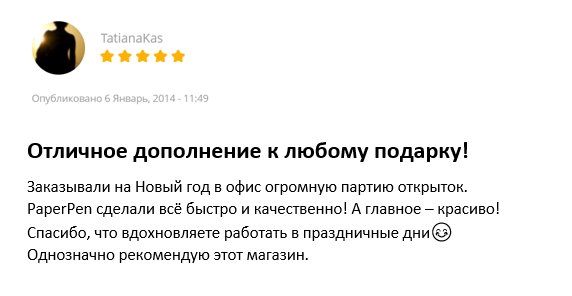 TatianaKas
Опубликовано 6 Январь, 2014 - 11:49
Отличное дополнение к любому подарку!
Заказывали на Новый год в офис огромную партию открыток.
PaperPen сделали всё быстро и качественно! А главное – красиво!
Спасибо, что вдохновляете работать в праздничные дни😊
Однозначно рекомендую этот магазин.